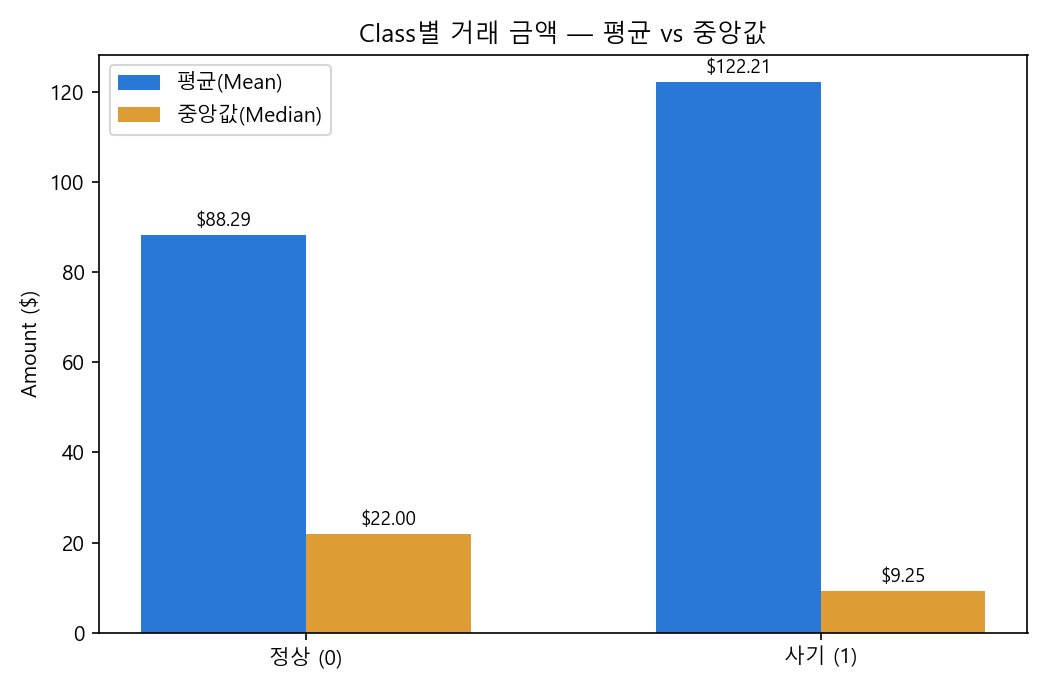 Class별 거래 금액 — 평균 vs 중앙값
평균(Mean)
중앙값(Median)
Amount ($)
120
100
80
60
40
20
0
$88.29
$22.00
$122.21
$9.25
정상 (0)
사기 (1)